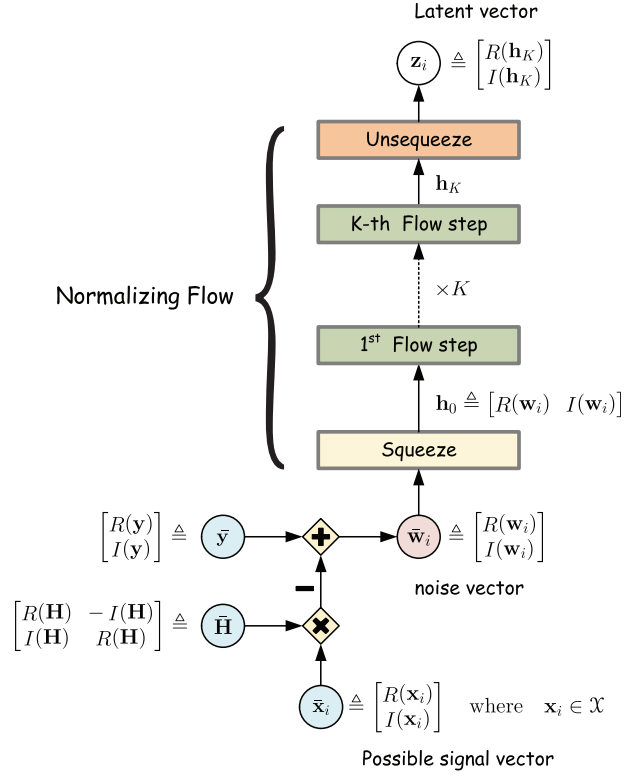 Latent vector
z_i ≜ [R(h_K) I(h_K)]
Unsequeeze
h_K
K-th Flow step
×K
Normalizing Flow
1st Flow step
h_0 ≜ [R(w_i) I(w_i)]
Squeeze
[R(y) I(y)] ≜ ȳ + w̄_i ≜ [R(w_i) I(w_i)]
noise vector
−
[R(H) −I(H) I(H) R(H)] ≜ H̄ ×
x̄_i ≜ [R(x_i) I(x_i)] where x_i ∈ 𝒳
Possible signal vector